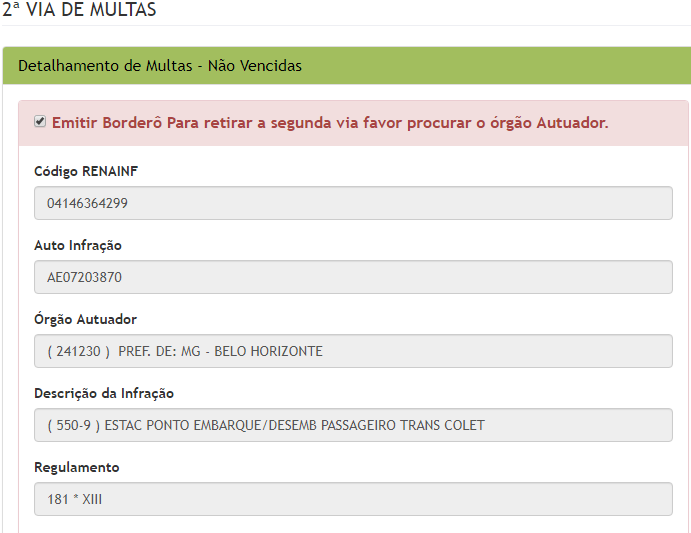 2ª VIA DE MULTAS
Detalhamento de Multas - Não Vencidas
Emitir Borderô Para retirar a segunda via favor procurar o órgão Autuador.
Código RENAINF
04146364299
Auto Infração
AE07203870
Órgão Autuador
( 241230 ) PREF. DE: MG - BELO HORIZONTE
Descrição da Infração
( 550-9 ) ESTAC PONTO EMBARQUE/DESEMB PASSAGEIRO TRANS COLET
Regulamento
181 * XIII